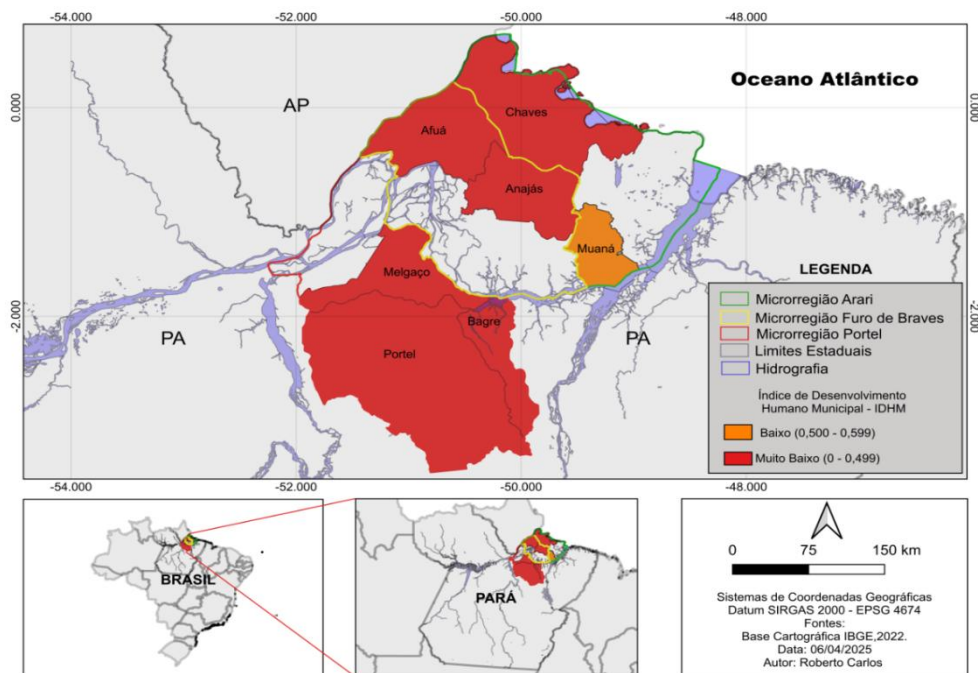 -54.000 -52.000 -50.000 -48.000
Oceano Atlântico
0.000 0.000
AP
Chaves
Afuá
Anajás
Muaná
Melgaço
LEGENDA
Microrregião Arari
Microrregião Furo de Braves
Microrregião Portel
Limites Estaduais
Hidrografia
Índice de Desenvolvimento
Humano Municipal - IDHM
Baixo (0,500 - 0,599)
Muito Baixo (0 - 0,499)
-2.000 -2.000
Bagre
PA PA
Portel
-54.000 -52.000 -50.000 -48.000
BRASIL
PARÁ
0 75 150 km
Sistemas de Coordenadas Geográficas
Datum SIRGAS 2000 - EPSG 4674
Fontes:
Base Cartográfica IBGE,2022.
Data: 06/04/2025
Autor: Roberto Carlos